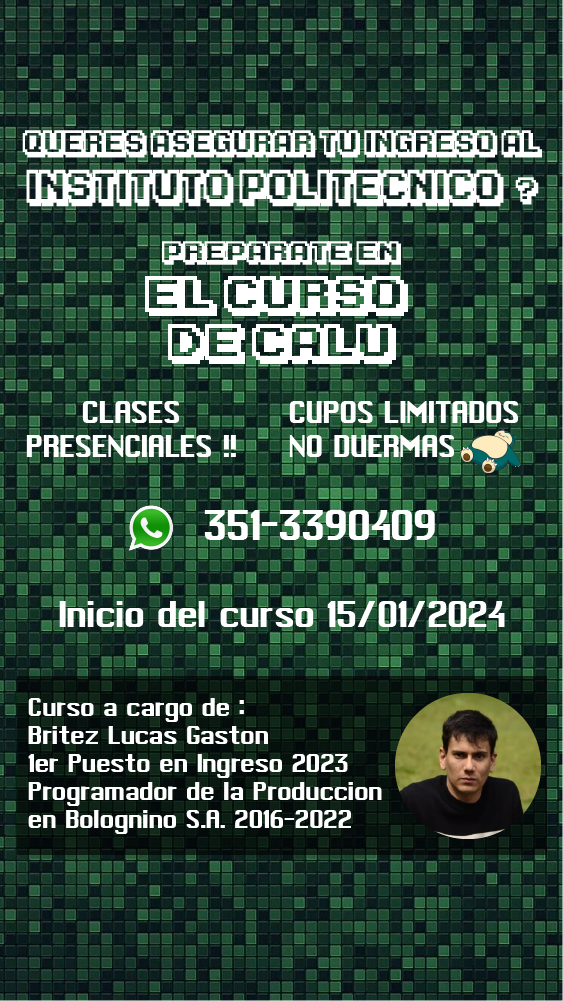 QUERES ASEGURAR TU INGRESO AL
INSTITUTO POLITECNICO ?
PREPARATE EN
EL CURSO
DE CALU
CLASES
PRESENCIALES !!
CUPOS LIMITADOS
NO DUERMAS
351-3390409
Inicio del curso 15/01/2024
Curso a cargo de :
Britez Lucas Gaston
1er Puesto en Ingreso 2023
Programador de la Produccion
en Bolognino S.A. 2016-2022